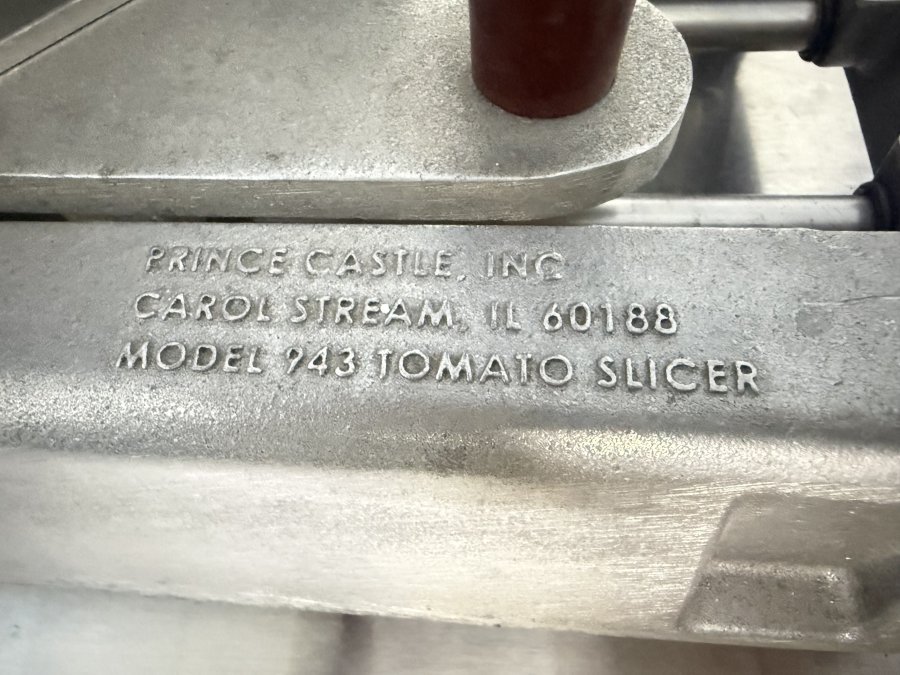 PRINCE CASTLE, INC
CAROL STREAM, IL 60188
MODEL 943 TOMATO SLICER